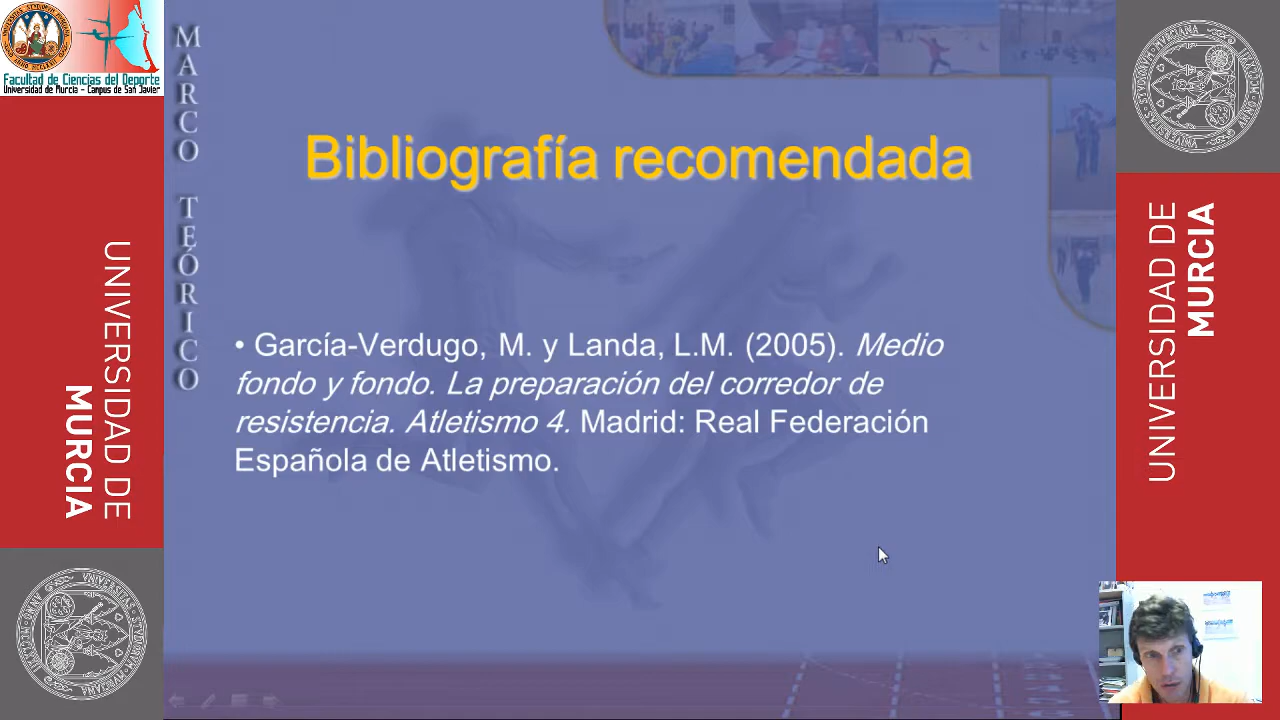 Facultad de Ciencias del Deporte
Universidad de Murcia - Campus de San Javier
MARCO TEÓRICO
Bibliografía recomendada
• García-Verdugo, M. y Landa, L.M. (2005). Medio
fondo y fondo. La preparación del corredor de
resistencia. Atletismo 4. Madrid: Real Federación
Española de Atletismo.
UNIVERSIDAD DE
MURCIA
UNIVERSIDAD DE
MURCIA